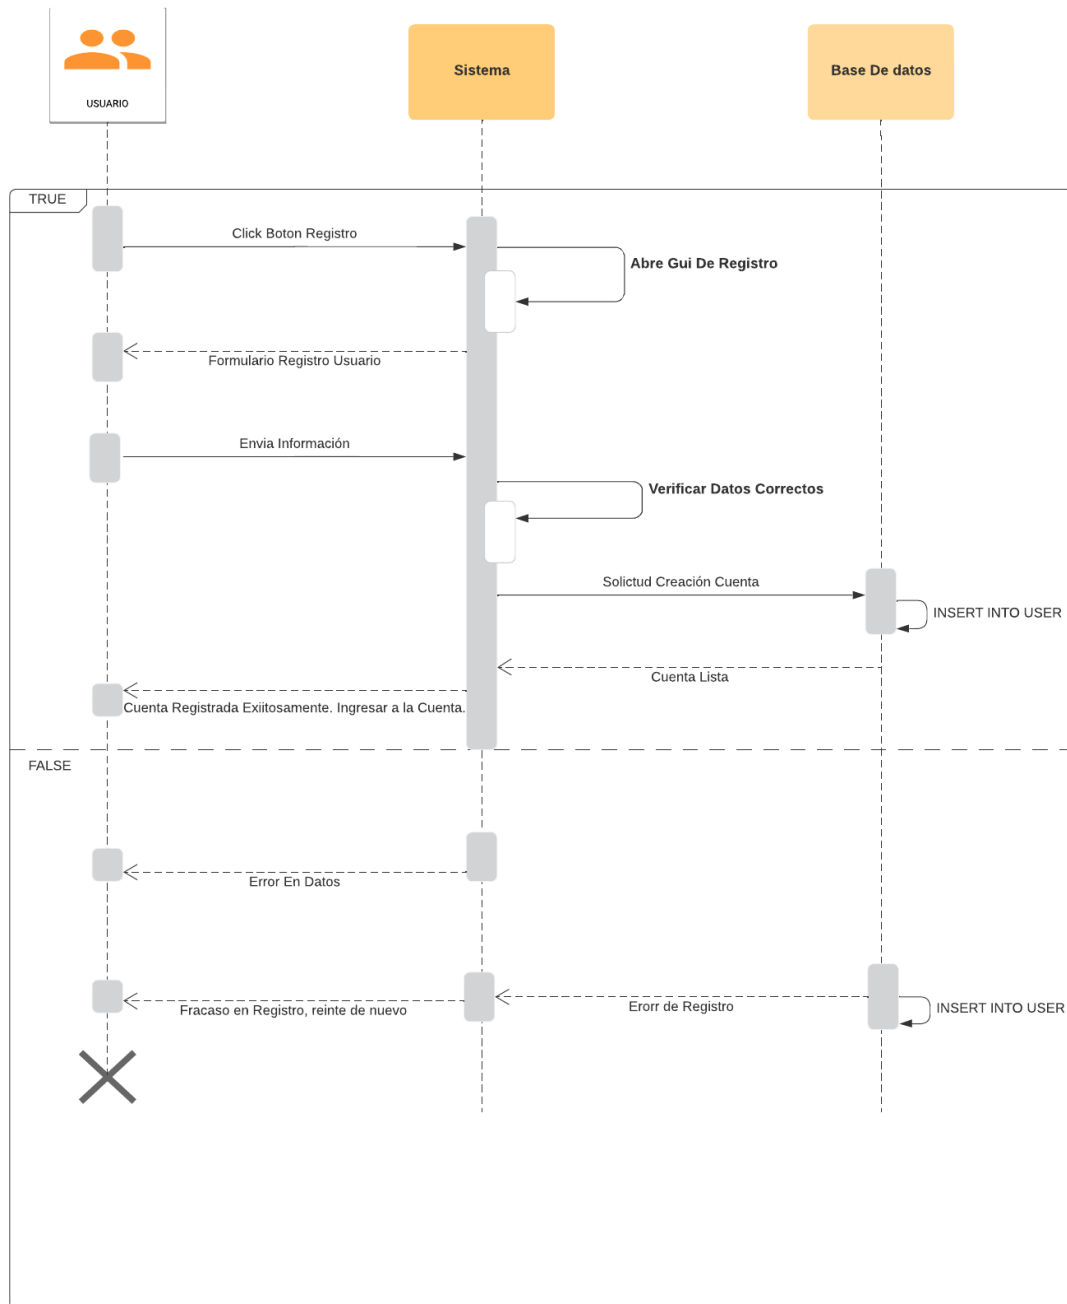 USUARIO
Sistema
Base De datos
TRUE
Click Boton Registro
Abre Gui De Registro
Formulario Registro Usuario
Envia Información
Verificar Datos Correctos
Solictud Creación Cuenta
INSERT INTO USER
Cuenta Lista
Cuenta Registrada Exiitosamente. Ingresar a la Cuenta.
FALSE
Error En Datos
Erorr de Registro
INSERT INTO USER
Fracaso en Registro, reinte de nuevo